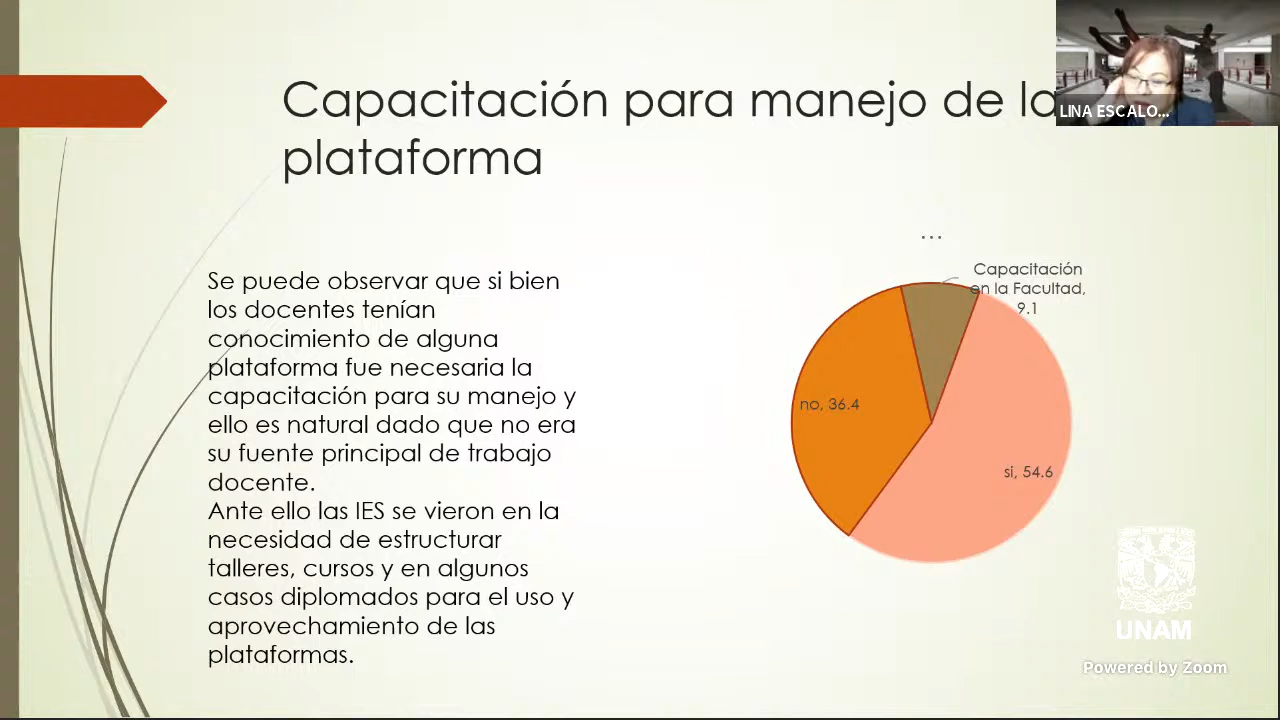 Capacitación para manejo de la
plataforma
LINA ESCALO...
...
Capacitación
en la Facultad,
9.1
no, 36.4
si, 54.6
Se puede observar que si bien
los docentes tenían
conocimiento de alguna
plataforma fue necesaria la
capacitación para su manejo y
ello es natural dado que no era
su fuente principal de trabajo
docente.
Ante ello las IES se vieron en la
necesidad de estructurar
talleres, cursos y en algunos
casos diplomados para el uso y
aprovechamiento de las
plataformas.
UNAM
Powered by Zoom